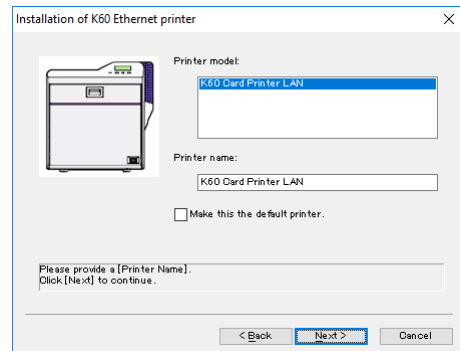 Installation of K60 Ethernet printer
Printer model:
K60 Card Printer LAN
Printer name:
K60 Card Printer LAN
Make this the default printer.
Please provide a [Printer Name].
Click [Next] to continue.
< Back
Next >
Cancel